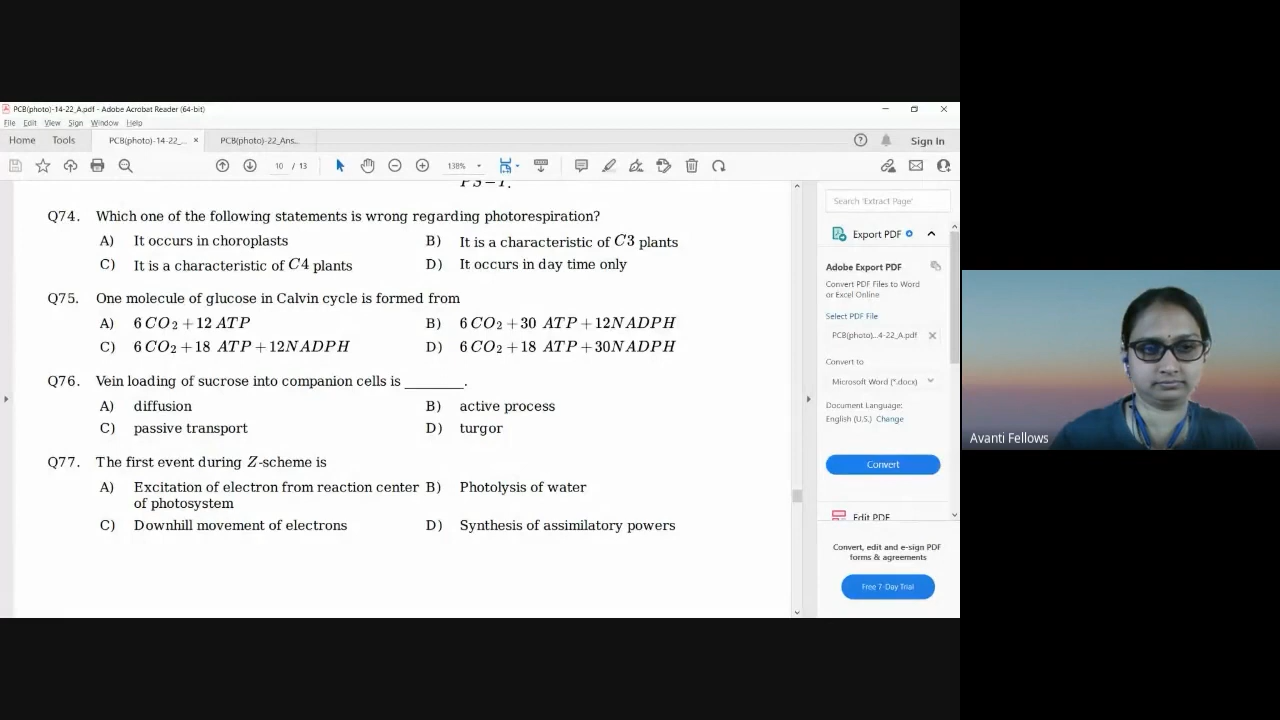 PCB(photo)-14-22_A.pdf - Adobe Acrobat Reader (64-bit)
File Edit View Sign Window Help
Home Tools PCB(photo)-14-22_... × PCB(photo)-22_Ans... Sign In
10 / 13 138%
PS – I.
Q74. Which one of the following statements is wrong regarding photorespiration?
A) It occurs in choroplasts B) It is a characteristic of C3 plants
C) It is a characteristic of C4 plants D) It occurs in day time only
Q75. One molecule of glucose in Calvin cycle is formed from
A) 6 CO₂ + 12 ATP B) 6 CO₂ + 30 ATP + 12NADPH
C) 6 CO₂ + 18 ATP + 12NADPH D) 6 CO₂ + 18 ATP + 30NADPH
Q76. Vein loading of sucrose into companion cells is ________.
A) diffusion B) active process
C) passive transport D) turgor
Q77. The first event during Z-scheme is
A) Excitation of electron from reaction center B) Photolysis of water
of photosystem
C) Downhill movement of electrons D) Synthesis of assimilatory powers
Search 'Extract Page'
Export PDF
Adobe Export PDF
Convert PDF Files to Word
or Excel Online
Select PDF File
PCB(photo)...4-22_A.pdf ×
Convert to
Microsoft Word (*.docx)
Document Language:
English (U.S.) Change
Convert
Edit PDF
Convert, edit and e-sign PDF
forms & agreements
Free 7-Day Trial
Avanti Fellows